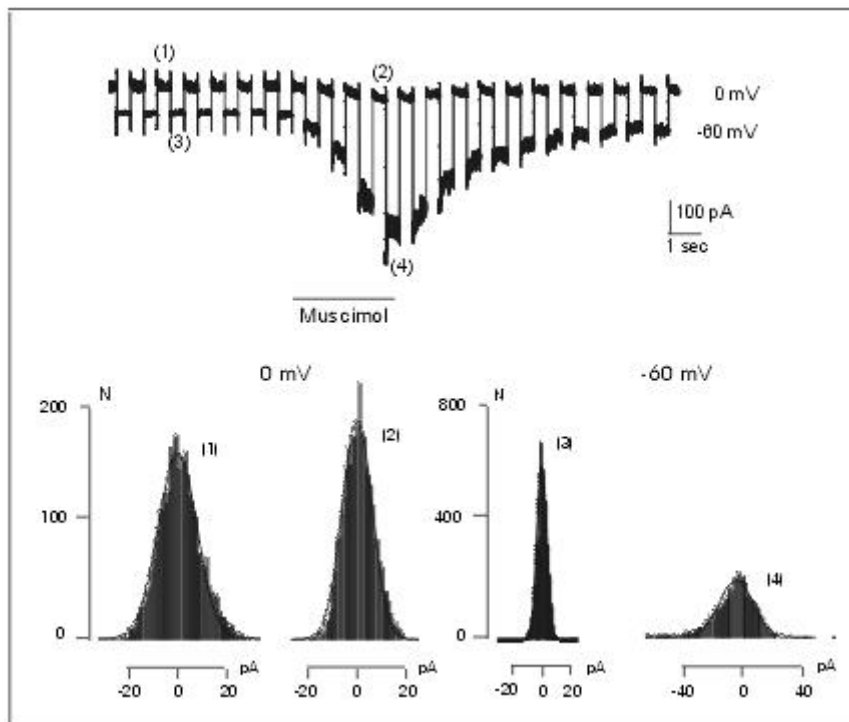 (1)
(2)
0 mV
-60 mV
(3)
100 pA
1 sec
(4)
Muscimol
0 mV
-60 mV
N
N
200
800
(1)
(2)
(3)
100
400
(4)
0
0
pA
pA
pA
pA
-20 0 20
-20 0 20
-20 0 20
-40 0 40